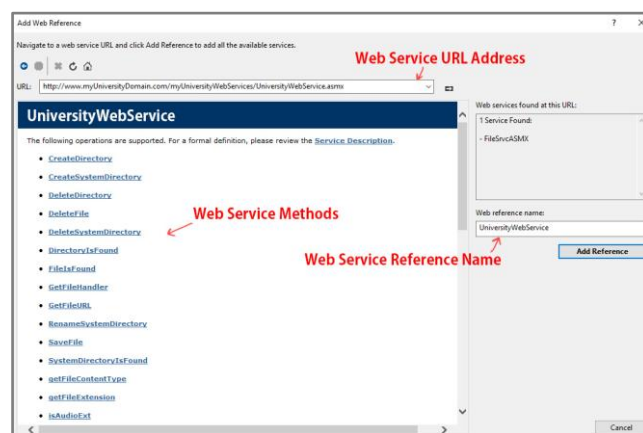 Add Web Reference
? X
Navigate to a web service URL and click Add Reference to add all the available services.
Web Service URL Address
URL: http://www.myUniversityDomain.com/myUniversityWebServices/UniversityWebService.asmx
UniversityWebService
The following operations are supported. For a formal definition, please review the Service Description.
CreateDirectory
CreateSystemDirectory
DeleteDirectory
DeleteFile
DeleteSystemDirectory
DirectoryIsFound
FileIsFound
GetFileHandler
GetFileURL
RenameSystemDirectory
SaveFile
SystemDirectoryIsFound
getFileContentType
getFileExtension
isAudioExt
Web Service Methods
Web services found at this URL:
1 Service Found:
- FileSrvcASMX
Web reference name:
UniversityWebService
Web Service Reference Name
Add Reference
Cancel